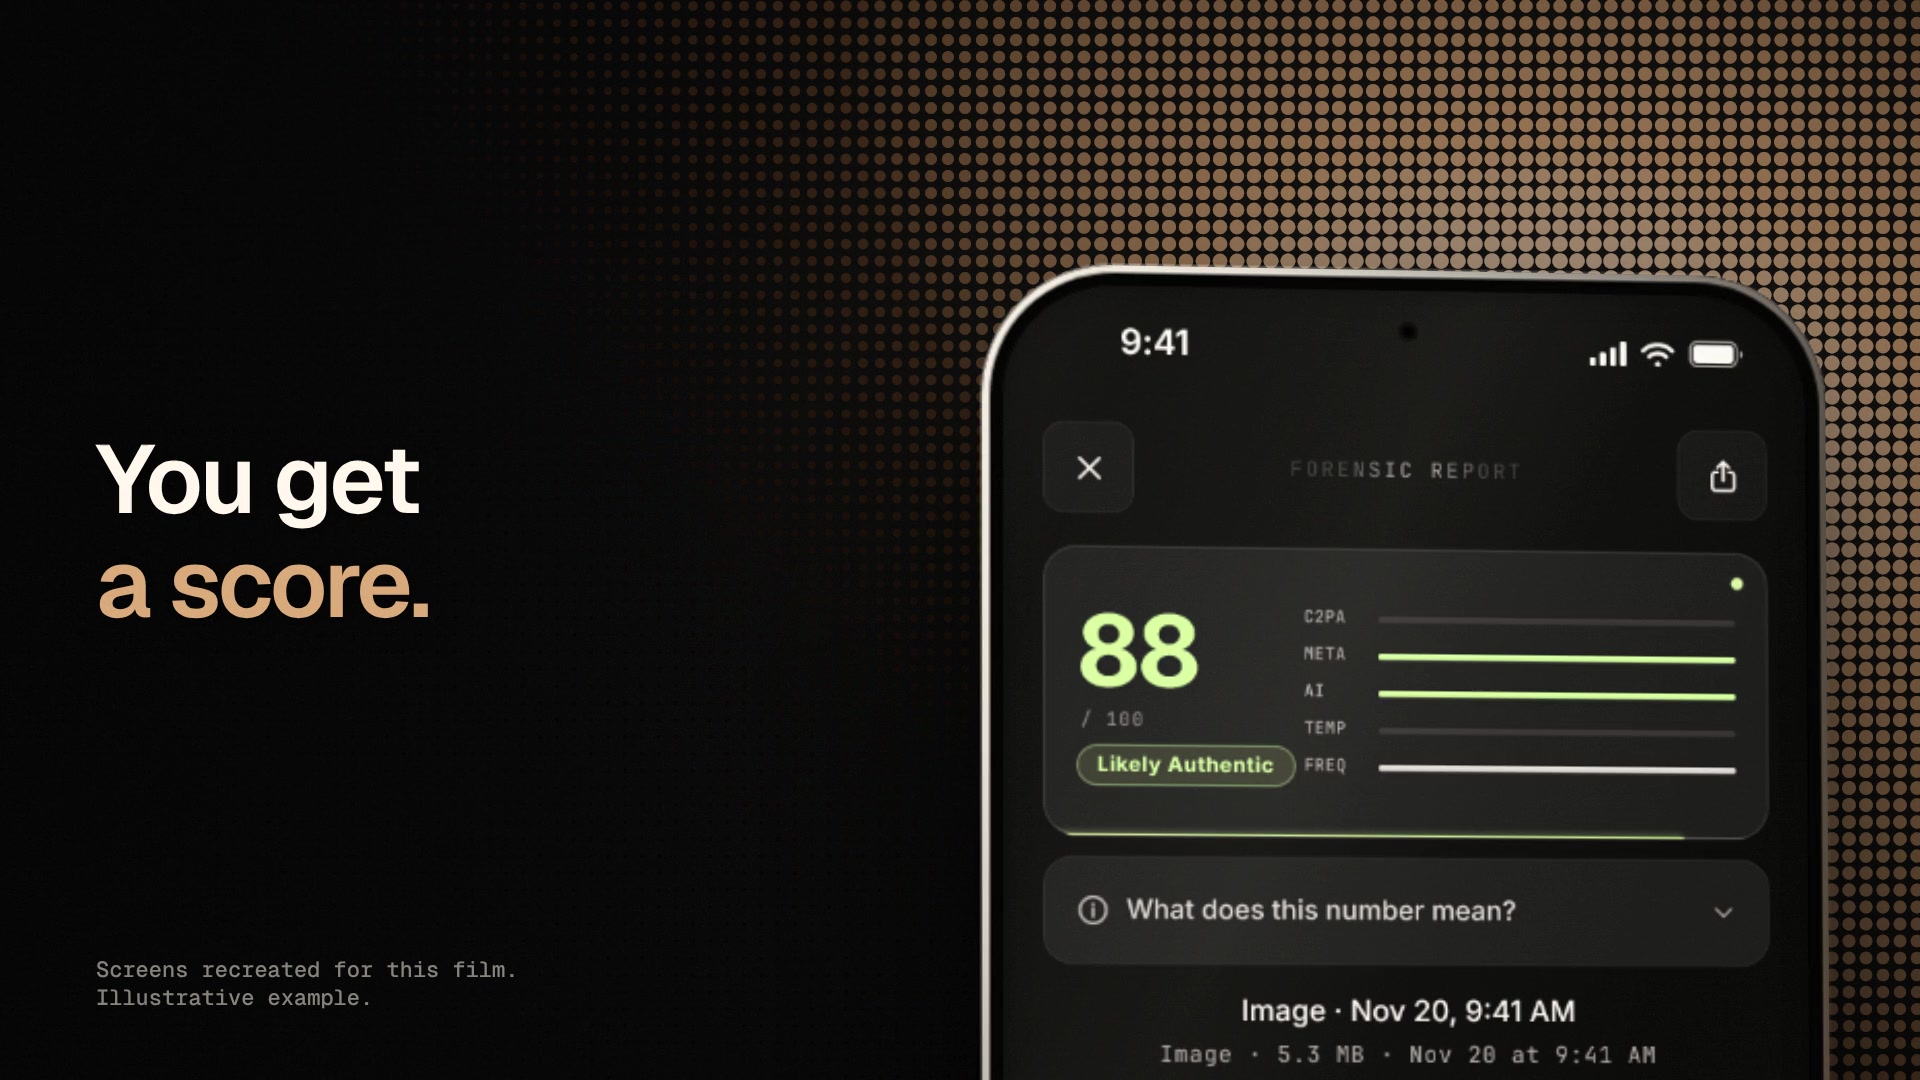 You get
a score.
Screens recreated for this film.
Illustrative example.
9:41
FORENSIC REPORT
88
/ 100
Likely Authentic
C2PA
META
AI
TEMP
FREQ
What does this number mean?
Image · Nov 20, 9:41 AM
Image · 5.3 MB · Nov 20 at 9:41 AM